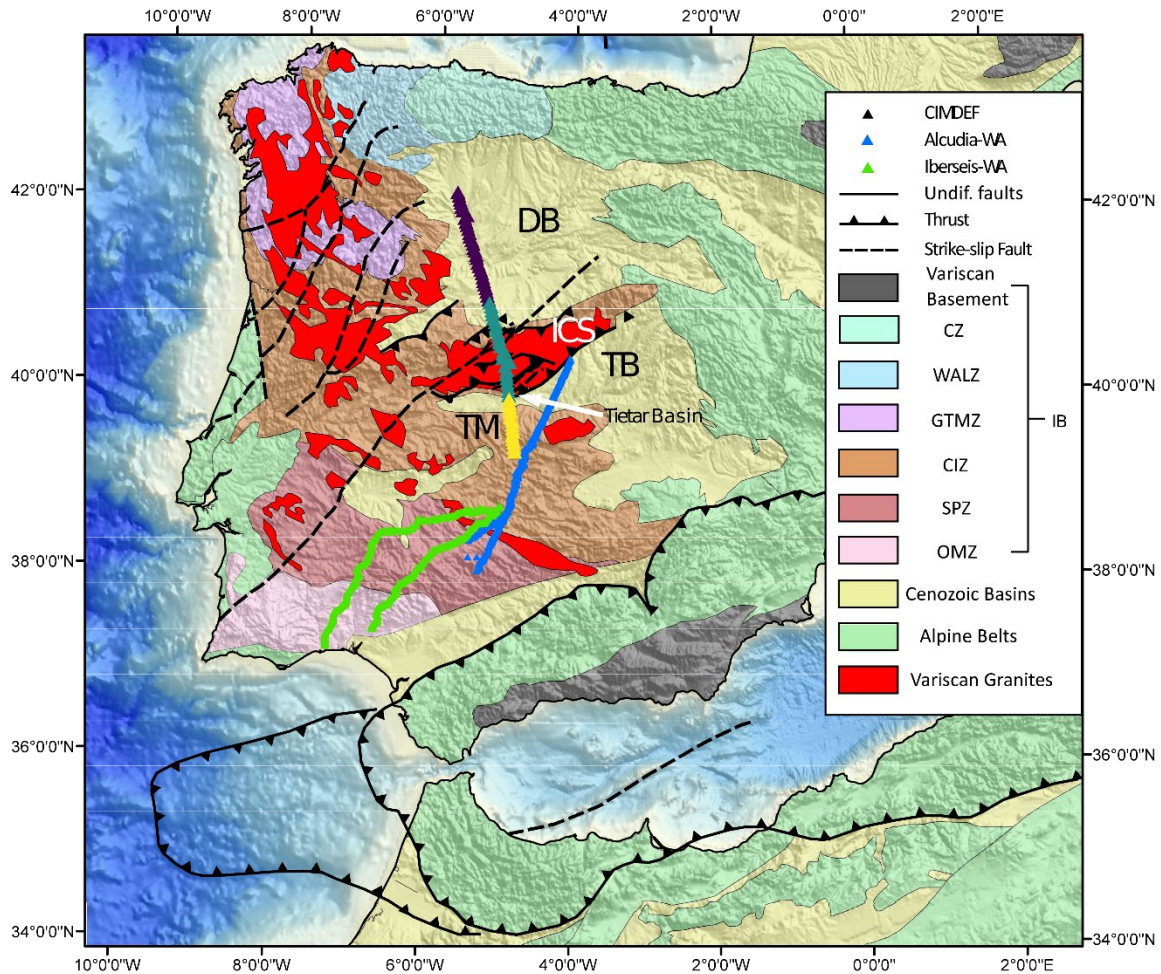 10°0'0"W 8°0'0"W 6°0'0"W 4°0'0"W 2°0'0"W 0°0'0" 2°0'0"E
CIMDEF
Alcudia-WA
Iberseis-WA
Undif. faults
Thrust
Strike-slip Fault
Variscan
Basement
CZ
WALZ
GTMZ
CIZ
SPZ
OMZ
IB
Cenozoic Basins
Alpine Belts
Variscan Granites
42°0'0"N
40°0'0"N
38°0'0"N
36°0'0"N
34°0'0"N
DB
ICS
TB
Tietar Basin
TM
42°0'0"N
40°0'0"N
38°0'0"N
36°0'0"N
34°0'0"N
10°0'0"W 8°0'0"W 6°0'0"W 4°0'0"W 2°0'0"W 0°0'0" 2°0'0"E